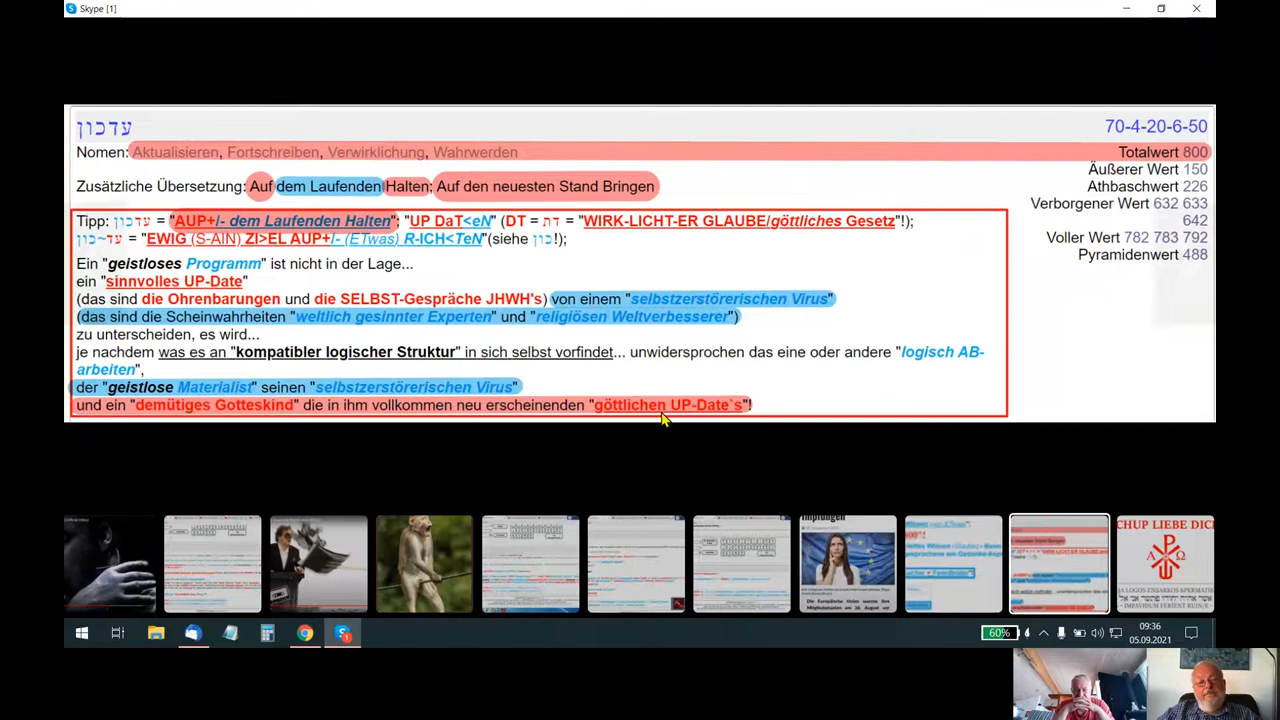 Skype [1]
עדכון
70-4-20-6-50
Nomen: Aktualisieren, Fortschreiben, Verwirklichung, Wahrwerden
Totalwert 800
Äußerer Wert 150
Athbaschwert 226
Verborgener Wert 632 633
642
Voller Wert 782 783 792
Pyramidenwert 488
Zusätzliche Übersetzung: Auf dem Laufenden Halten; Auf den neuesten Stand Bringen
Tipp: עדכון = "AUP+/- dem Laufenden Halten"; "UP DaT<eN" (DT = דת = "WIRK-LICHT-ER GLAUBE/göttliches Gesetz"!);
עד~כון = "EWIG (S-AIN) ZI>EL AUP+/- (ETwas) R-ICH<TeN"(siehe כון!);
Ein "geistloses Programm" ist nicht in der Lage...
ein "sinnvolles UP-Date"
(das sind die Ohrenbarungen und die SELBST-Gespräche JHWH's) von einem "selbstzerstörerischen Virus"
(das sind die Scheinwahrheiten "weltlich gesinnter Experten" und "religiösen Weltverbesserer")
zu unterscheiden, es wird...
je nachdem was es an "kompatibler logischer Struktur" in sich selbst vorfindet... unwidersprochen das eine oder andere "logisch AB-
arbeiten",
der "geistlose Materialist" seinen "selbstzerstörerischen Virus"
und ein "demütiges Gotteskind" die in ihm vollkommen neu erscheinenden "göttlichen UP-Date`s"!
CHUP LIEBE DICH
60%
09:36
05.09.2021